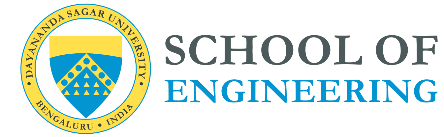 DAYANANDA SAGAR UNIVERSITY
BENGALURU • INDIA
SCHOOL OF
ENGINEERING